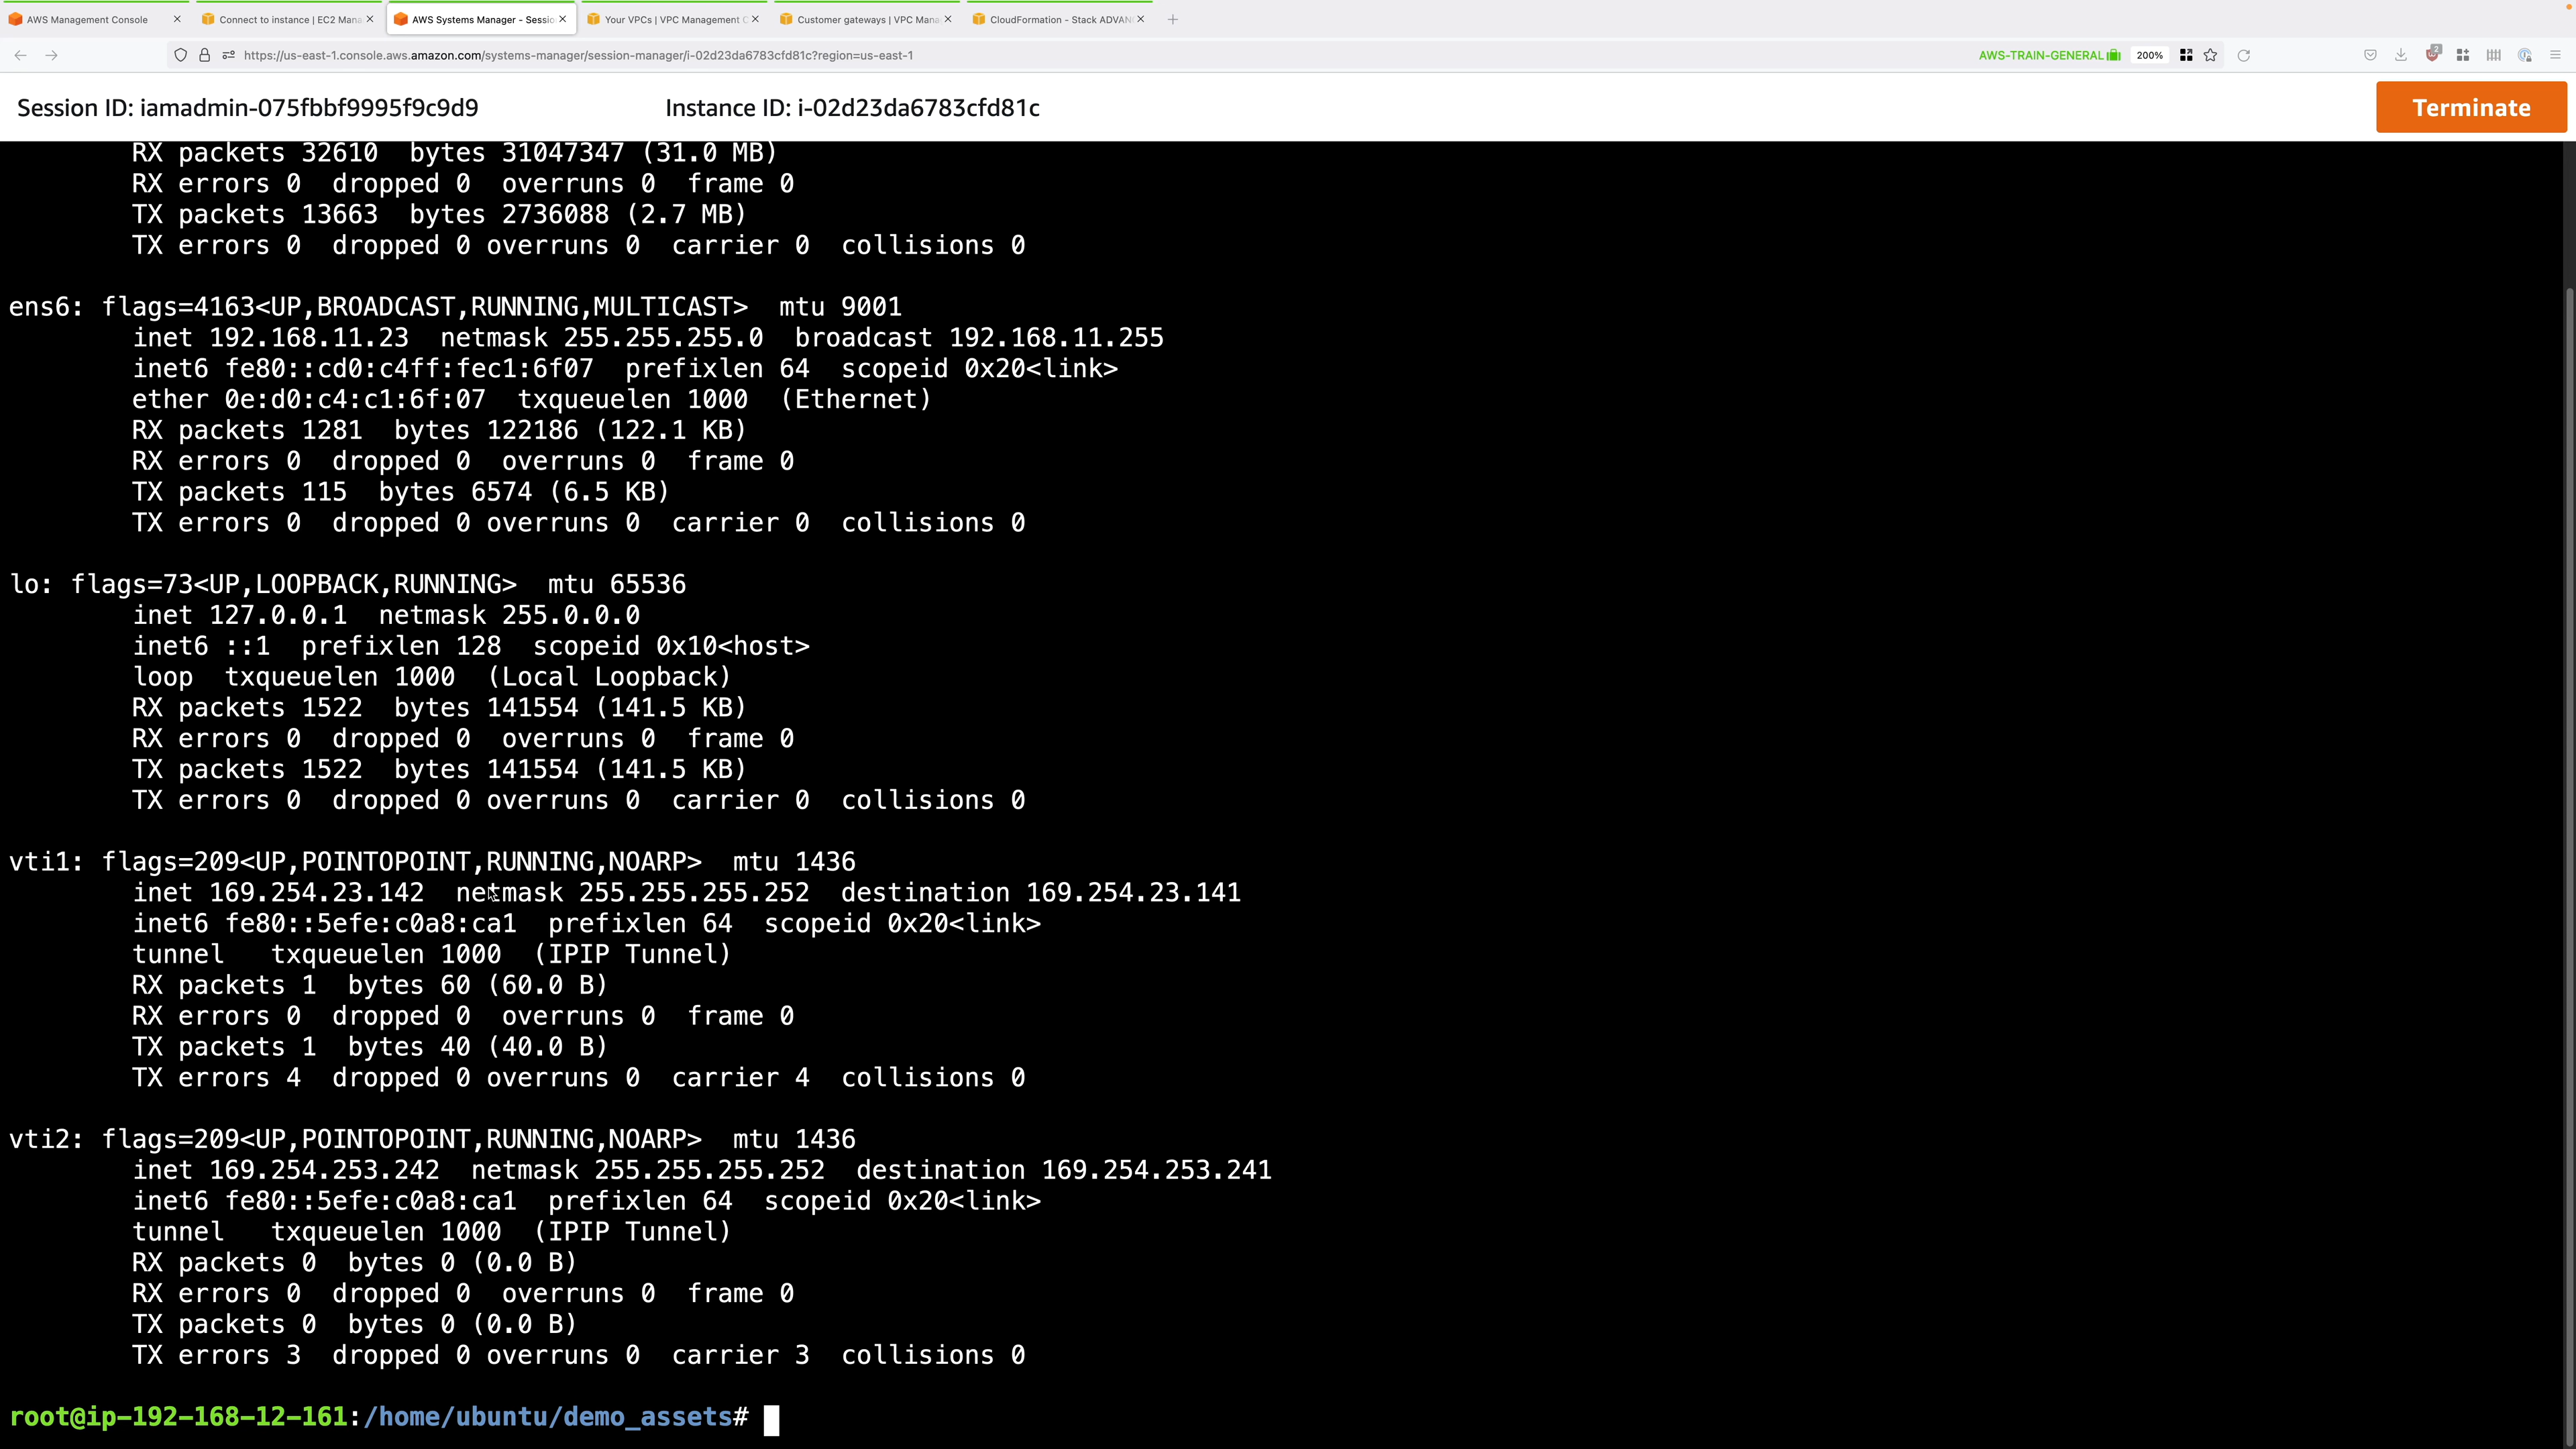 AWS Management Console
Connect to instance | EC2 Mana
AWS Systems Manager - Sessio
Your VPCs | VPC Management C
Customer gateways | VPC Mana
CloudFormation - Stack ADVAN
https://us-east-1.console.aws.amazon.com/systems-manager/session-manager/i-02d23da6783cfd81c?region=us-east-1
AWS-TRAIN-GENERAL
200%
2
Session ID: iamadmin-075fbbf9995f9c9d9
Instance ID: i-02d23da6783cfd81c
Terminate
RX packets 32610 bytes 31047347 (31.0 MB)
RX errors 0 dropped 0 overruns 0 frame 0
TX packets 13663 bytes 2736088 (2.7 MB)
TX errors 0 dropped 0 overruns 0 carrier 0 collisions 0
ens6: flags=4163<UP,BROADCAST,RUNNING,MULTICAST> mtu 9001
inet 192.168.11.23 netmask 255.255.255.0 broadcast 192.168.11.255
inet6 fe80::cd0:c4ff:fec1:6f07 prefixlen 64 scopeid 0x20<link>
ether 0e:d0:c4:c1:6f:07 txqueuelen 1000 (Ethernet)
RX packets 1281 bytes 122186 (122.1 KB)
RX errors 0 dropped 0 overruns 0 frame 0
TX packets 115 bytes 6574 (6.5 KB)
TX errors 0 dropped 0 overruns 0 carrier 0 collisions 0
lo: flags=73<UP,LOOPBACK,RUNNING> mtu 65536
inet 127.0.0.1 netmask 255.0.0.0
inet6 ::1 prefixlen 128 scopeid 0x10<host>
loop txqueuelen 1000 (Local Loopback)
RX packets 1522 bytes 141554 (141.5 KB)
RX errors 0 dropped 0 overruns 0 frame 0
TX packets 1522 bytes 141554 (141.5 KB)
TX errors 0 dropped 0 overruns 0 carrier 0 collisions 0
vti1: flags=209<UP,POINTOPOINT,RUNNING,NOARP> mtu 1436
inet 169.254.23.142 netmask 255.255.255.252 destination 169.254.23.141
inet6 fe80::5efe:c0a8:ca1 prefixlen 64 scopeid 0x20<link>
tunnel txqueuelen 1000 (IPIP Tunnel)
RX packets 1 bytes 60 (60.0 B)
RX errors 0 dropped 0 overruns 0 frame 0
TX packets 1 bytes 40 (40.0 B)
TX errors 4 dropped 0 overruns 0 carrier 4 collisions 0
vti2: flags=209<UP,POINTOPOINT,RUNNING,NOARP> mtu 1436
inet 169.254.253.242 netmask 255.255.255.252 destination 169.254.253.241
inet6 fe80::5efe:c0a8:ca1 prefixlen 64 scopeid 0x20<link>
tunnel txqueuelen 1000 (IPIP Tunnel)
RX packets 0 bytes 0 (0.0 B)
RX errors 0 dropped 0 overruns 0 frame 0
TX packets 0 bytes 0 (0.0 B)
TX errors 3 dropped 0 overruns 0 carrier 3 collisions 0
root@ip-192-168-12-161:/home/ubuntu/demo_assets#